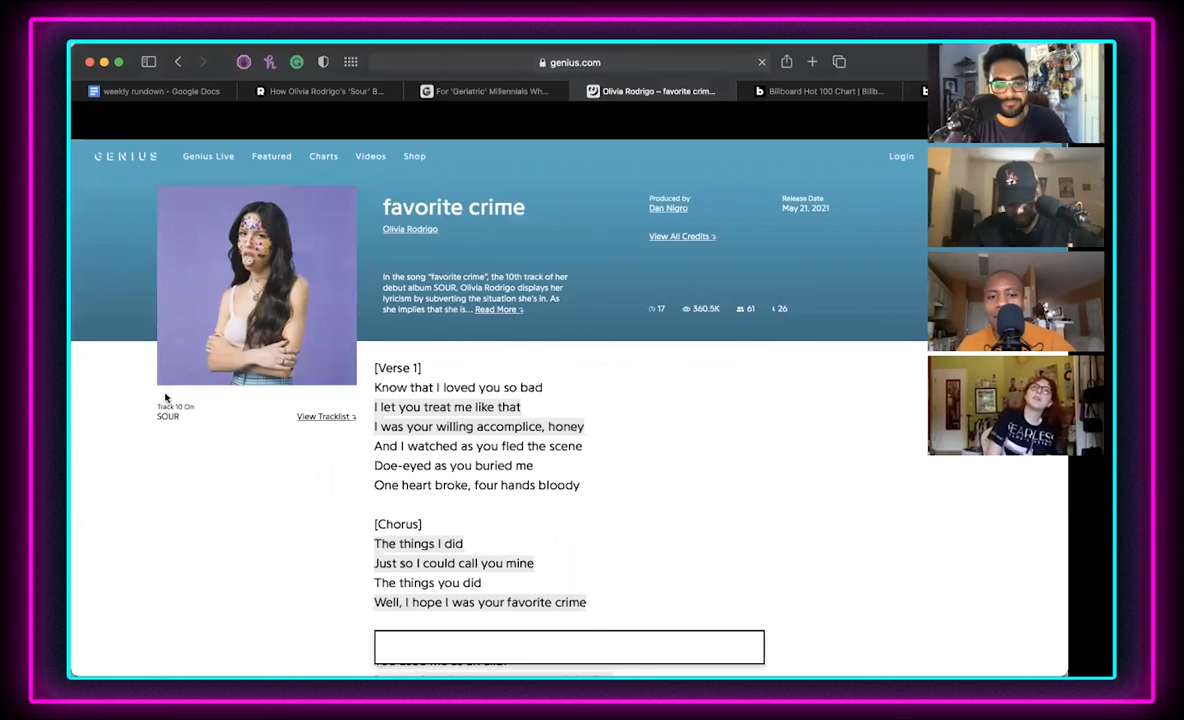 genius.com
weekly rundown - Google Docs
How Olivia Rodrigo's 'Sour' B...
For 'Geriatric' Millennials Wh...
Olivia Rodrigo – favorite crim...
Billboard Hot 100 Chart | Billb...
GENIUS
Genius Live
Featured
Charts
Videos
Shop
Login
favorite crime
Olivia Rodrigo
Produced by
Dan Nigro
Release Date
May 21, 2021
View All Credits
In the song "favorite crime", the 10th track of her
debut album SOUR, Olivia Rodrigo displays her
lyricism by subverting the situation she's in. As
she implies that she is... Read More
17
360.5K
61
26
Track 10 On
SOUR
View Tracklist
[Verse 1]
Know that I loved you so bad
I let you treat me like that
I was your willing accomplice, honey
And I watched as you fled the scene
Doe-eyed as you buried me
One heart broke, four hands bloody
[Chorus]
The things I did
Just so I could call you mine
The things you did
Well, I hope I was your favorite crime
FEARLESS